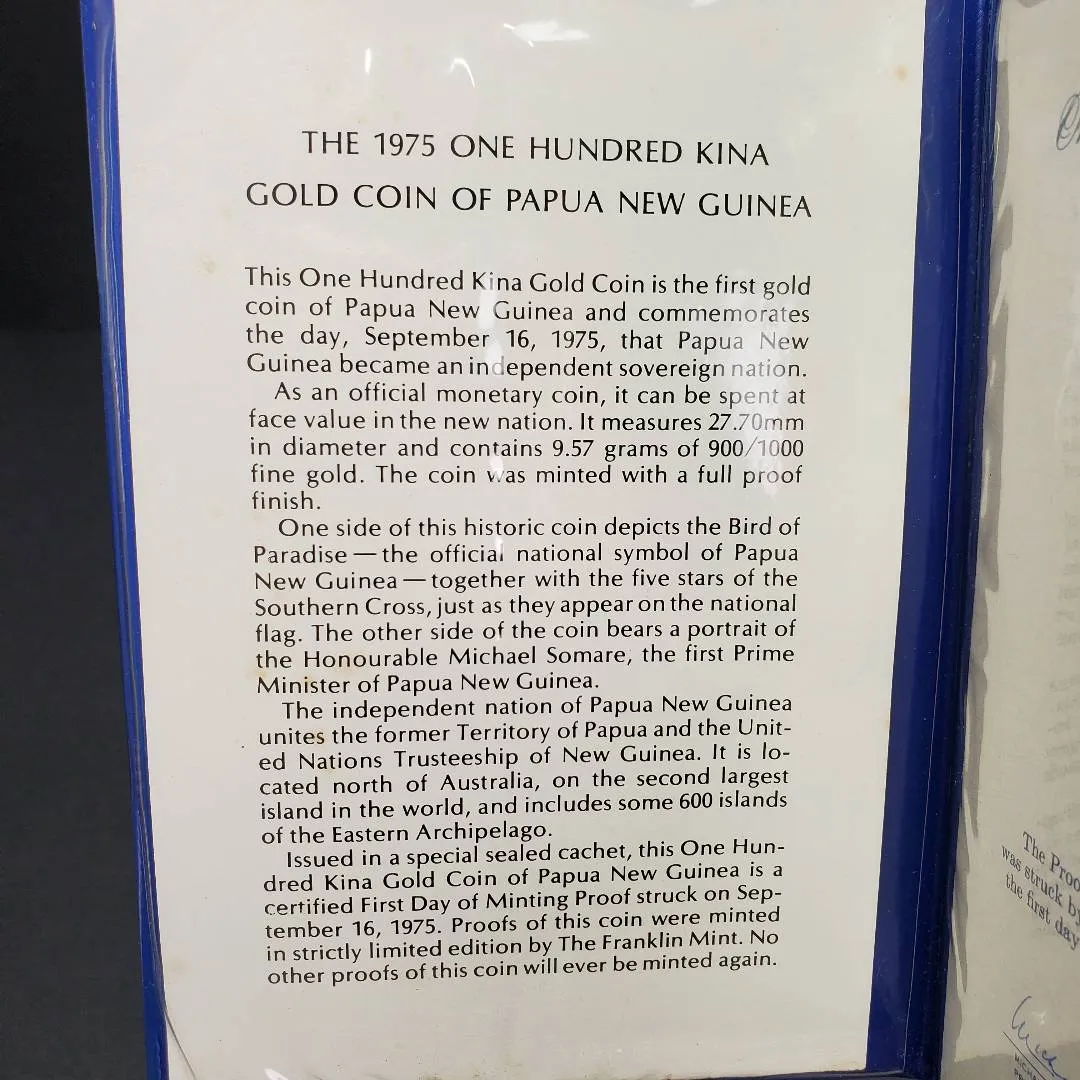 THE 1975 ONE HUNDRED KINA
GOLD COIN OF PAPUA NEW GUINEA
This One Hundred Kina Gold Coin is the first gold
coin of Papua New Guinea and commemorates
the day, September 16, 1975, that Papua New
Guinea became an independent sovereign nation.
As an official monetary coin, it can be spent at
face value in the new nation. It measures 27.70mm
in diameter and contains 9.57 grams of 900/1000
fine gold. The coin was minted with a full proof
finish.
One side of this historic coin depicts the Bird of
Paradise — the official national symbol of Papua
New Guinea — together with the five stars of the
Southern Cross, just as they appear on the national
flag. The other side of the coin bears a portrait of
the Honourable Michael Somare, the first Prime
Minister of Papua New Guinea.
The independent nation of Papua New Guinea
unites the former Territory of Papua and the Unit-
ed Nations Trusteeship of New Guinea. It is lo-
cated north of Australia, on the second largest
island in the world, and includes some 600 islands
of the Eastern Archipelago.
Issued in a special sealed cachet, this One Hun-
dred Kina Gold Coin of Papua New Guinea is a
certified First Day of Minting Proof struck on Sep-
tember 16, 1975. Proofs of this coin were minted
in strictly limited edition by The Franklin Mint. No
other proofs of this coin will ever be minted again.
The Proo
was struck by
the first day